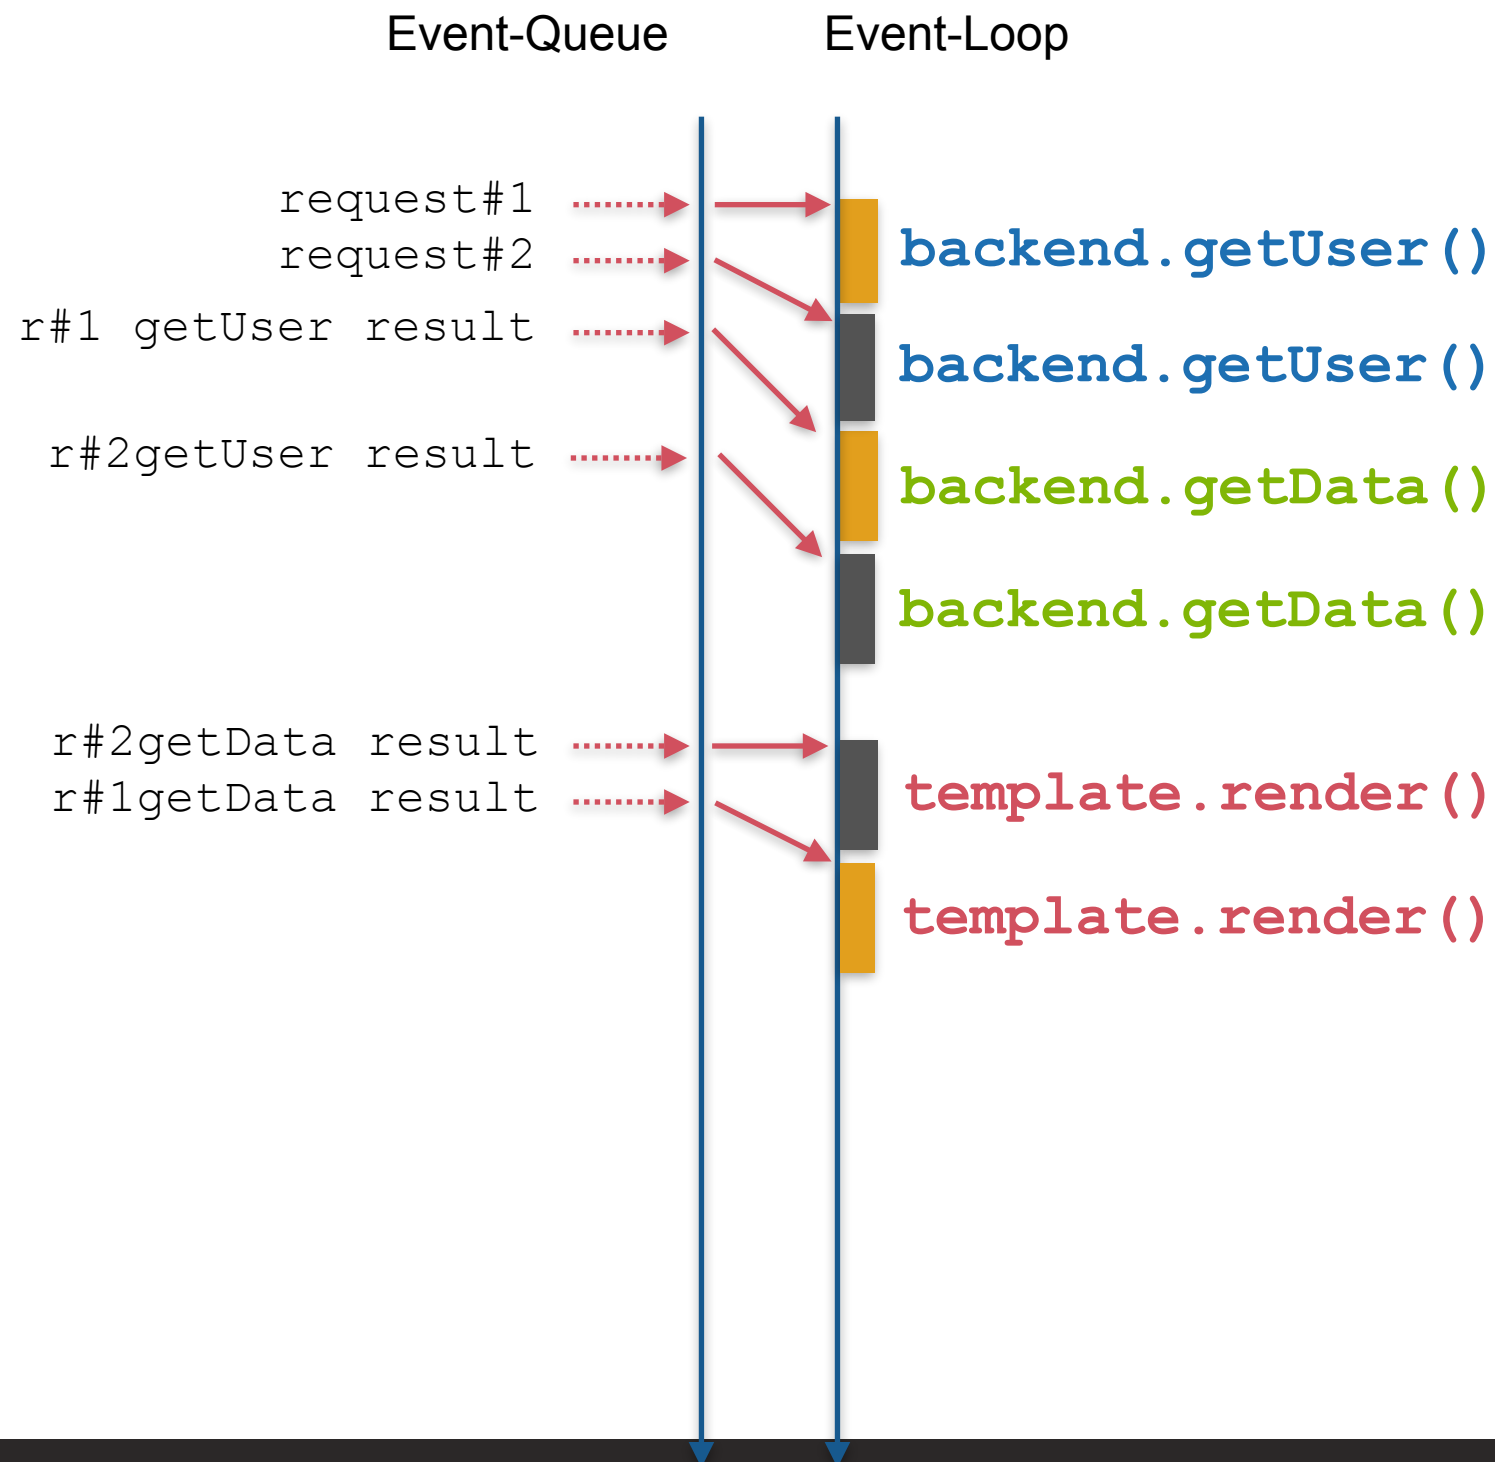 Event-Queue Event-Loop
request#1
backend.getUser()
request#2
r#1 getUser result
backend.getUser()
r#2getUser result
backend.getData()
backend.getData()
r#2getData result
template.render()
r#1getData result
template.render()